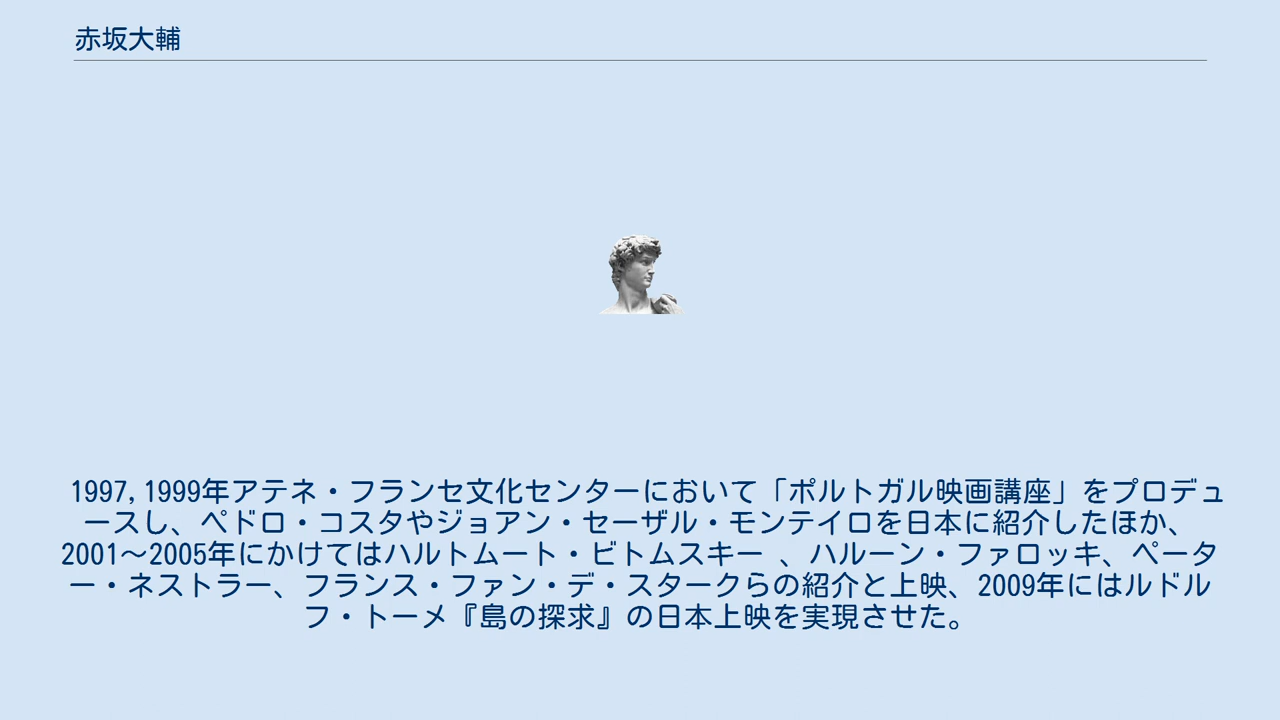 赤坂大輔
1997,1999年アテネ・フランセ文化センターにおいて「ポルトガル映画講座」をプロデュ
ースし、ペドロ・コスタやジョアン・セーザル・モンテイロを日本に紹介したほか、
2001～2005年にかけてはハルトムート・ビトムスキー 、ハルーン・ファロッキ、ペータ
ー・ネストラー、フランス・ファン・デ・スタークらの紹介と上映、2009年にはルドル
フ・トーメ『島の探求』の日本上映を実現させた。